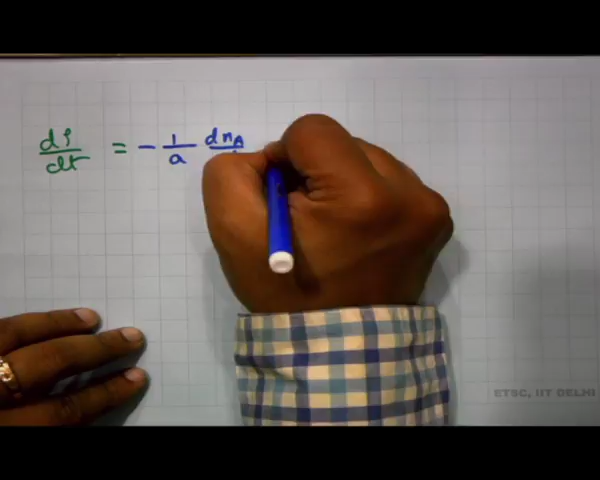 dξ/dt = - 1/a dn_A
ETSC, IIT DELHI